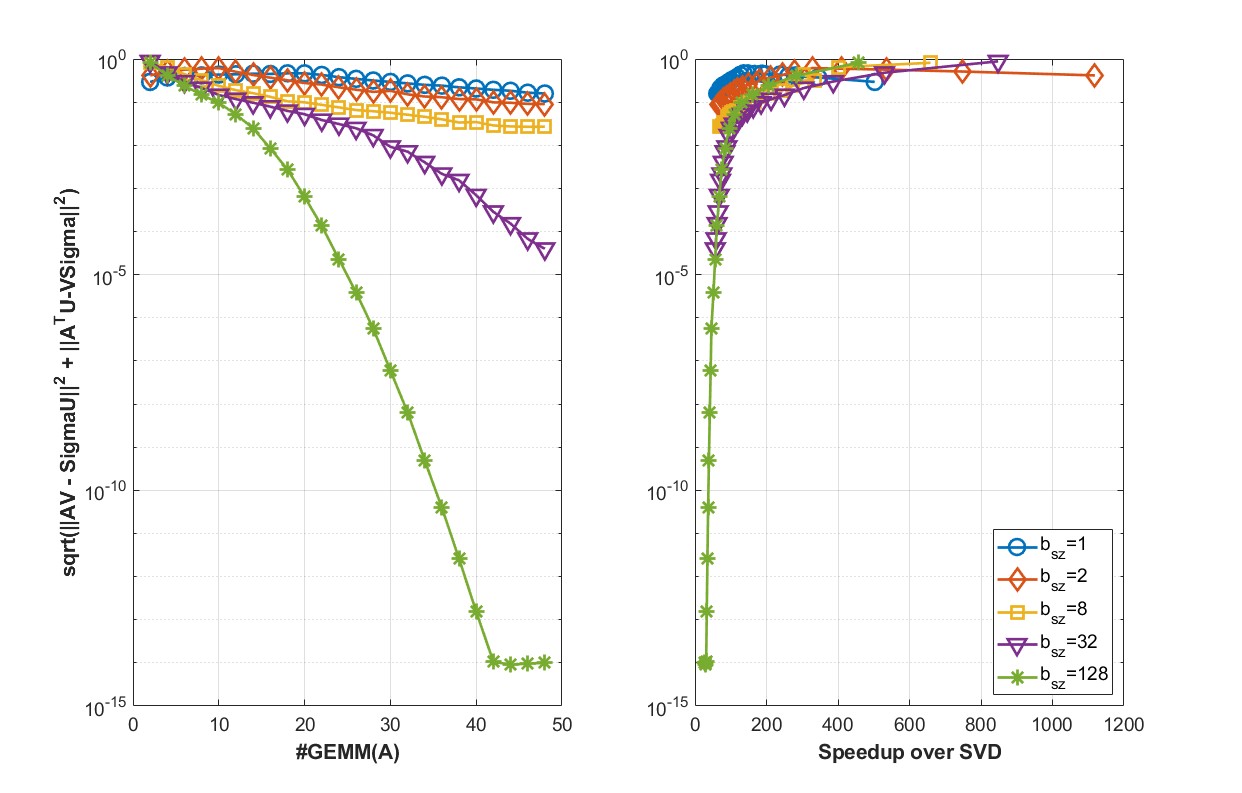 sqrt(||AV - SigmaU||^2 + ||A^TU-VSigma||^2)
10^0
10^-5
10^-10
10^-15
0 10 20 30 40 50
#GEMM(A)
10^0
10^-5
10^-10
10^-15
0 200 400 600 800 1000 1200
Speedup over SVD
b_sz=1
b_sz=2
b_sz=8
b_sz=32
b_sz=128